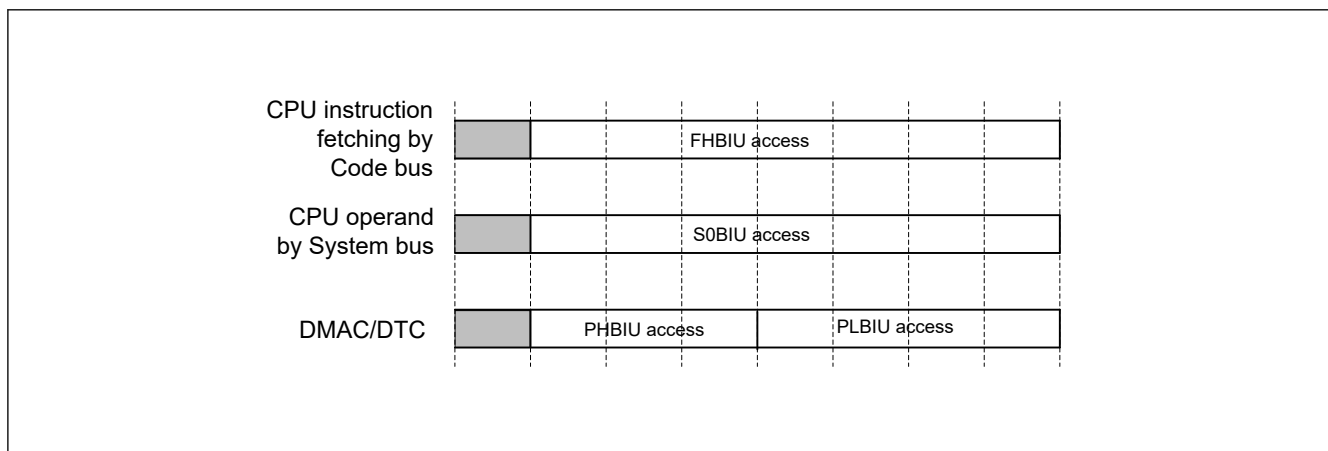 CPU instruction
fetching by
Code bus
FHBIU access
CPU operand
by System bus
S0BIU access
DMAC/DTC
PHBIU access
PLBIU access